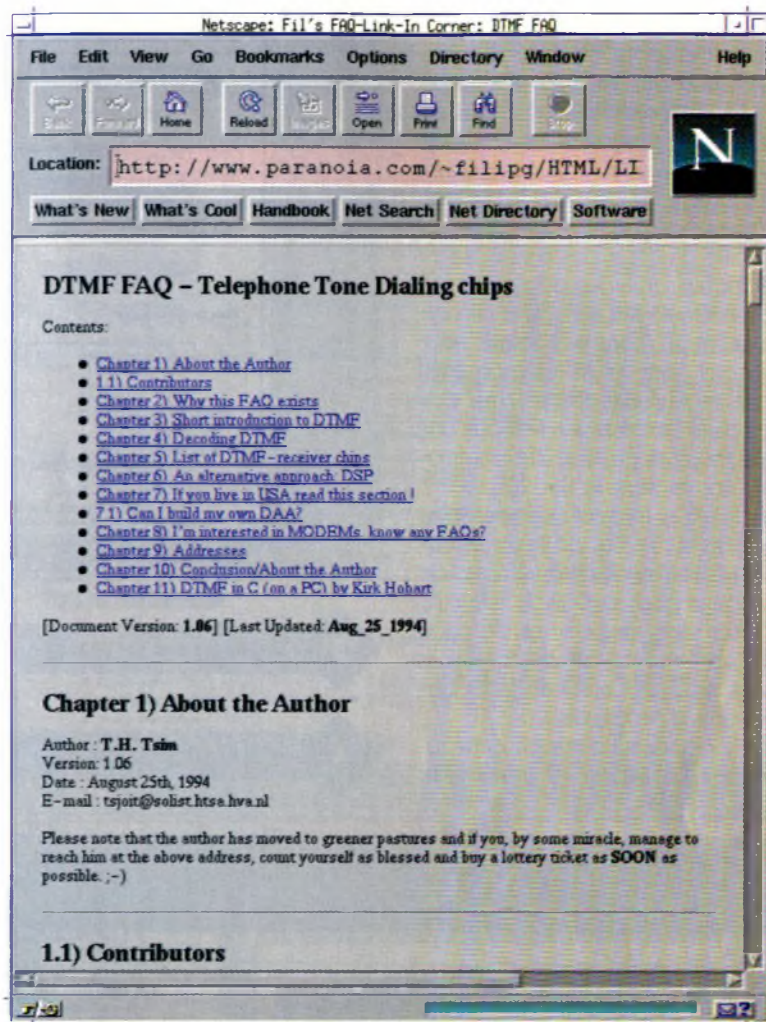 Netscape: Fil's FAQ-Link-In Corner: DTMF FAQ
File Edit View Go Bookmarks Options Directory Window Help
Back Forward Home Reload Images Open Print Find Stop
Location: http://www.paranoia.com/~filipg/HTML/LI
N
What's New What's Cool Handbook Net Search Net Directory Software
DTMF FAQ – Telephone Tone Dialing chips
Contents:
Chapter 1) About the Author
1.1) Contributors
Chapter 2) Why this FAQ exists
Chapter 3) Short introduction to DTMF
Chapter 4) Decoding DTMF
Chapter 5) List of DTMF-receiver chips
Chapter 6) An alternative approach: DSP
Chapter 7) If you live in USA read this section !
7.1) Can I build my own DAA?
Chapter 8) I'm interested in MODEMs, know any FAQs?
Chapter 9) Addresses
Chapter 10) Conclusion/About the Author
Chapter 11) DTMF in C (on a PC) by Kirk Hobart
[Document Version: 1.06] [Last Updated: Aug_25_1994]
Chapter 1) About the Author
Author : T.H. Tsim
Version: 1.06
Date : August 25th, 1994
E-mail : tsjoit@solist.htsa.hva.nl
Please note that the author has moved to greener pastures and if you, by some miracle, manage to
reach him at the above address, count yourself as blessed and buy a lottery ticket as SOON as
possible. ;-)
1.1) Contributors